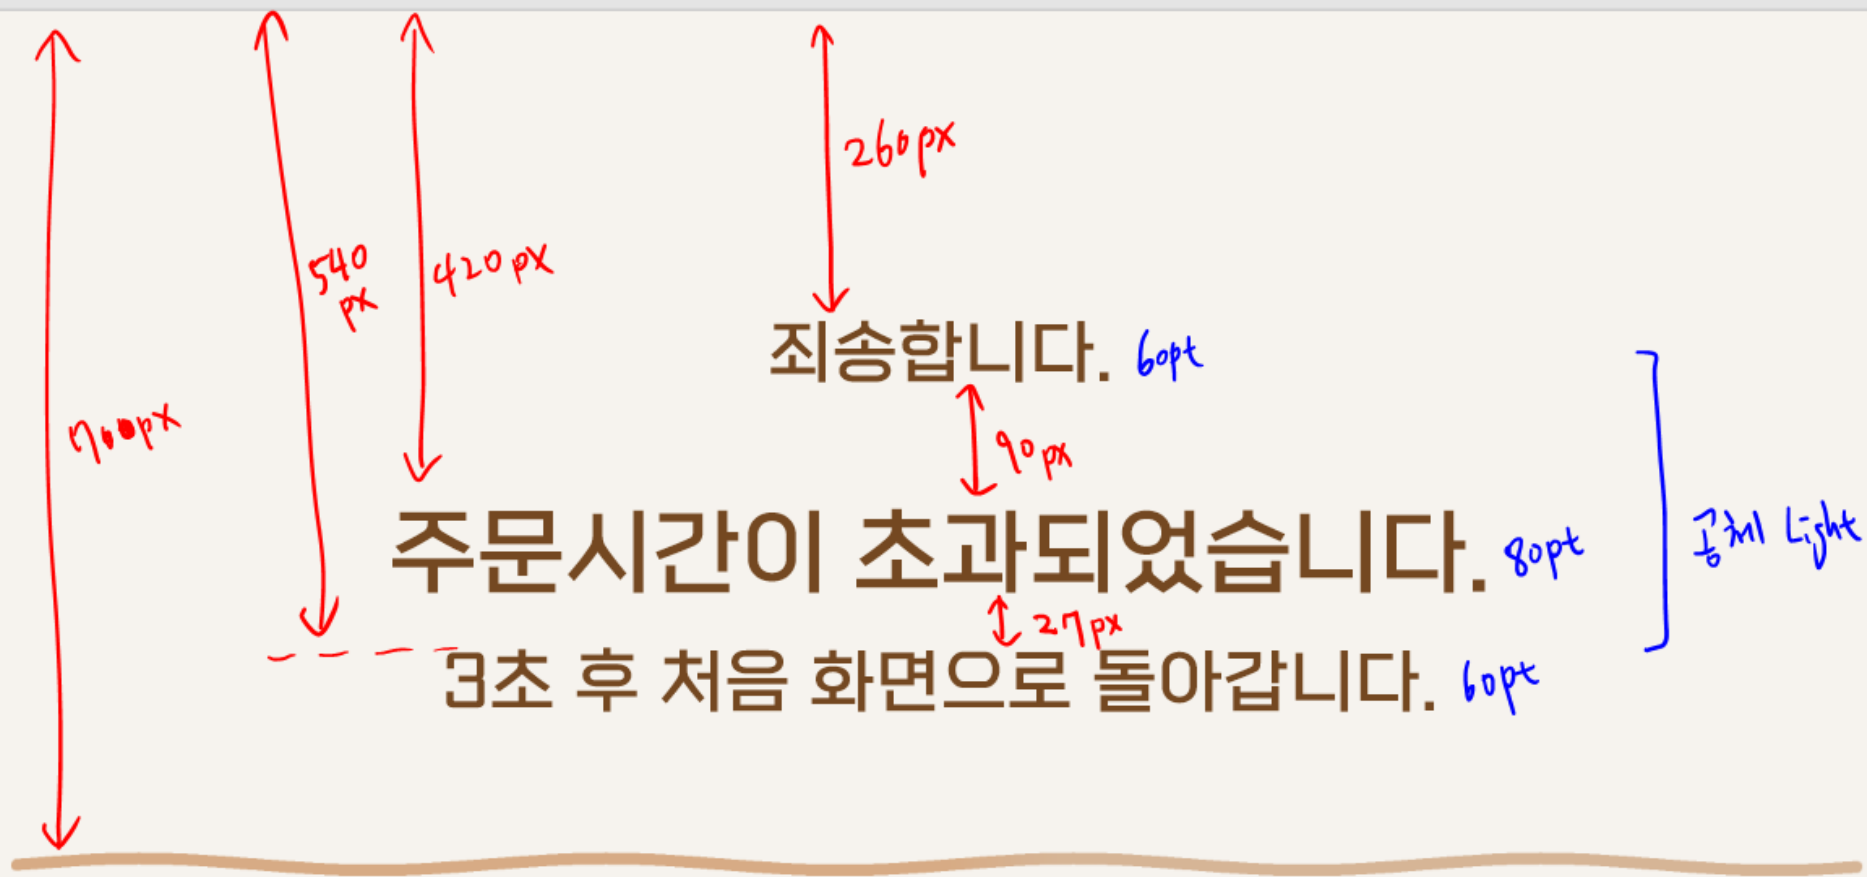 260px
540
px
420px
죄송합니다. 60pt
700px
90px
주문시간이 초과되었습니다. 80pt
공체 Light
27px
3초 후 처음 화면으로 돌아갑니다. 60pt